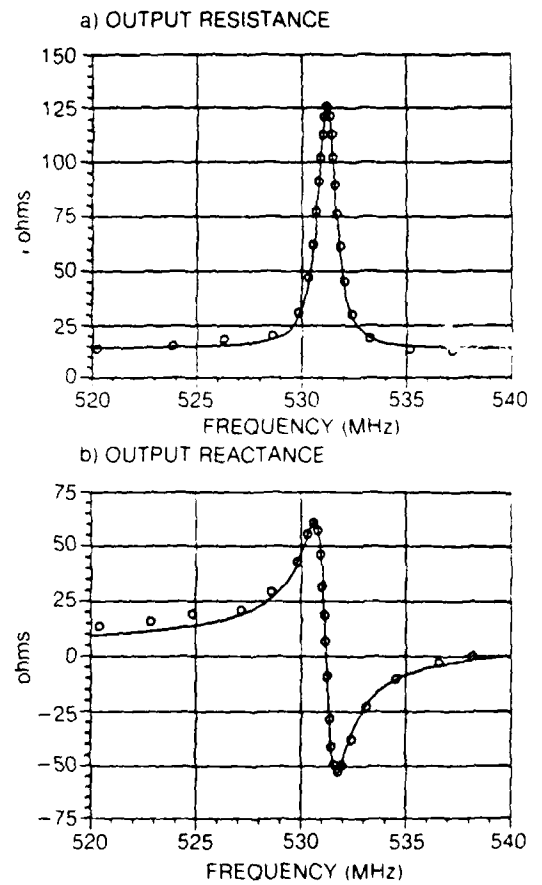 a) OUTPUT RESISTANCE
150
125
100
75
50
25
0
ohms
520 525 530 535 540
FREQUENCY (MHz)
b) OUTPUT REACTANCE
75
50
25
0
-25
-50
-75
ohms
520 525 530 535 540
FREQUENCY (MHz)